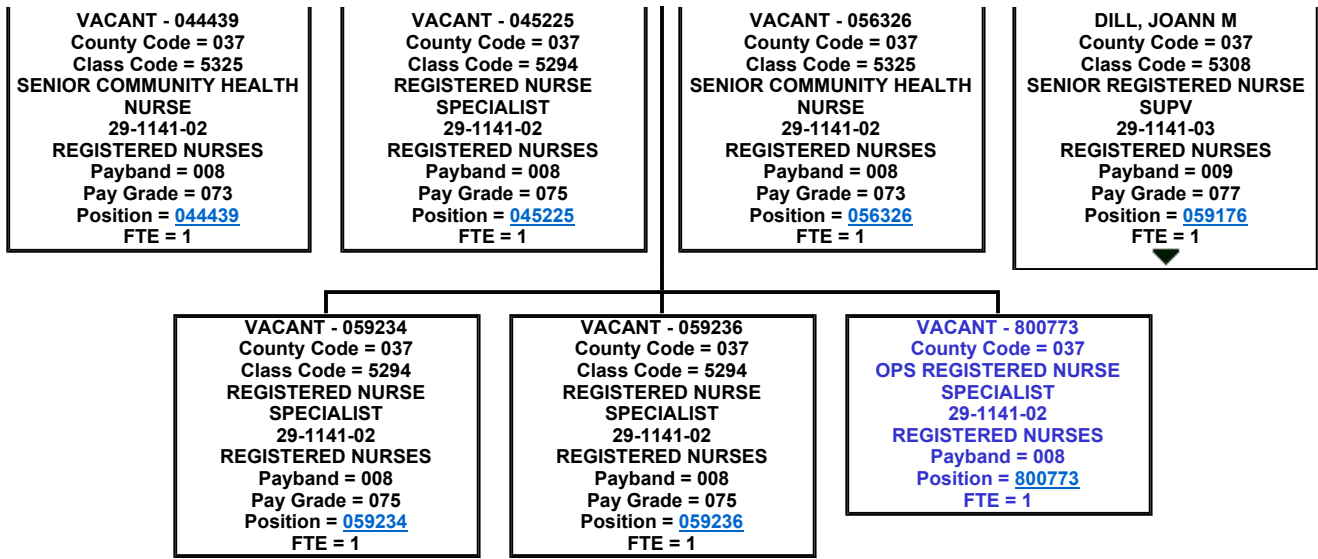 VACANT - 044439
County Code = 037
Class Code = 5325
SENIOR COMMUNITY HEALTH
NURSE
29-1141-02
REGISTERED NURSES
Payband = 008
Pay Grade = 073
Position = 044439
FTE = 1
VACANT - 045225
County Code = 037
Class Code = 5294
REGISTERED NURSE
SPECIALIST
29-1141-02
REGISTERED NURSES
Payband = 008
Pay Grade = 075
Position = 045225
FTE = 1
VACANT - 056326
County Code = 037
Class Code = 5325
SENIOR COMMUNITY HEALTH
NURSE
29-1141-02
REGISTERED NURSES
Payband = 008
Pay Grade = 073
Position = 056326
FTE = 1
DILL, JOANN M
County Code = 037
Class Code = 5308
SENIOR REGISTERED NURSE
SUPV
29-1141-03
REGISTERED NURSES
Payband = 009
Pay Grade = 077
Position = 059176
FTE = 1
VACANT - 059234
County Code = 037
Class Code = 5294
REGISTERED NURSE
SPECIALIST
29-1141-02
REGISTERED NURSES
Payband = 008
Pay Grade = 075
Position = 059234
FTE = 1
VACANT - 059236
County Code = 037
Class Code = 5294
REGISTERED NURSE
SPECIALIST
29-1141-02
REGISTERED NURSES
Payband = 008
Pay Grade = 075
Position = 059236
FTE = 1
VACANT - 800773
County Code = 037
OPS REGISTERED NURSE
SPECIALIST
29-1141-02
REGISTERED NURSES
Payband = 008
Position = 800773
FTE = 1